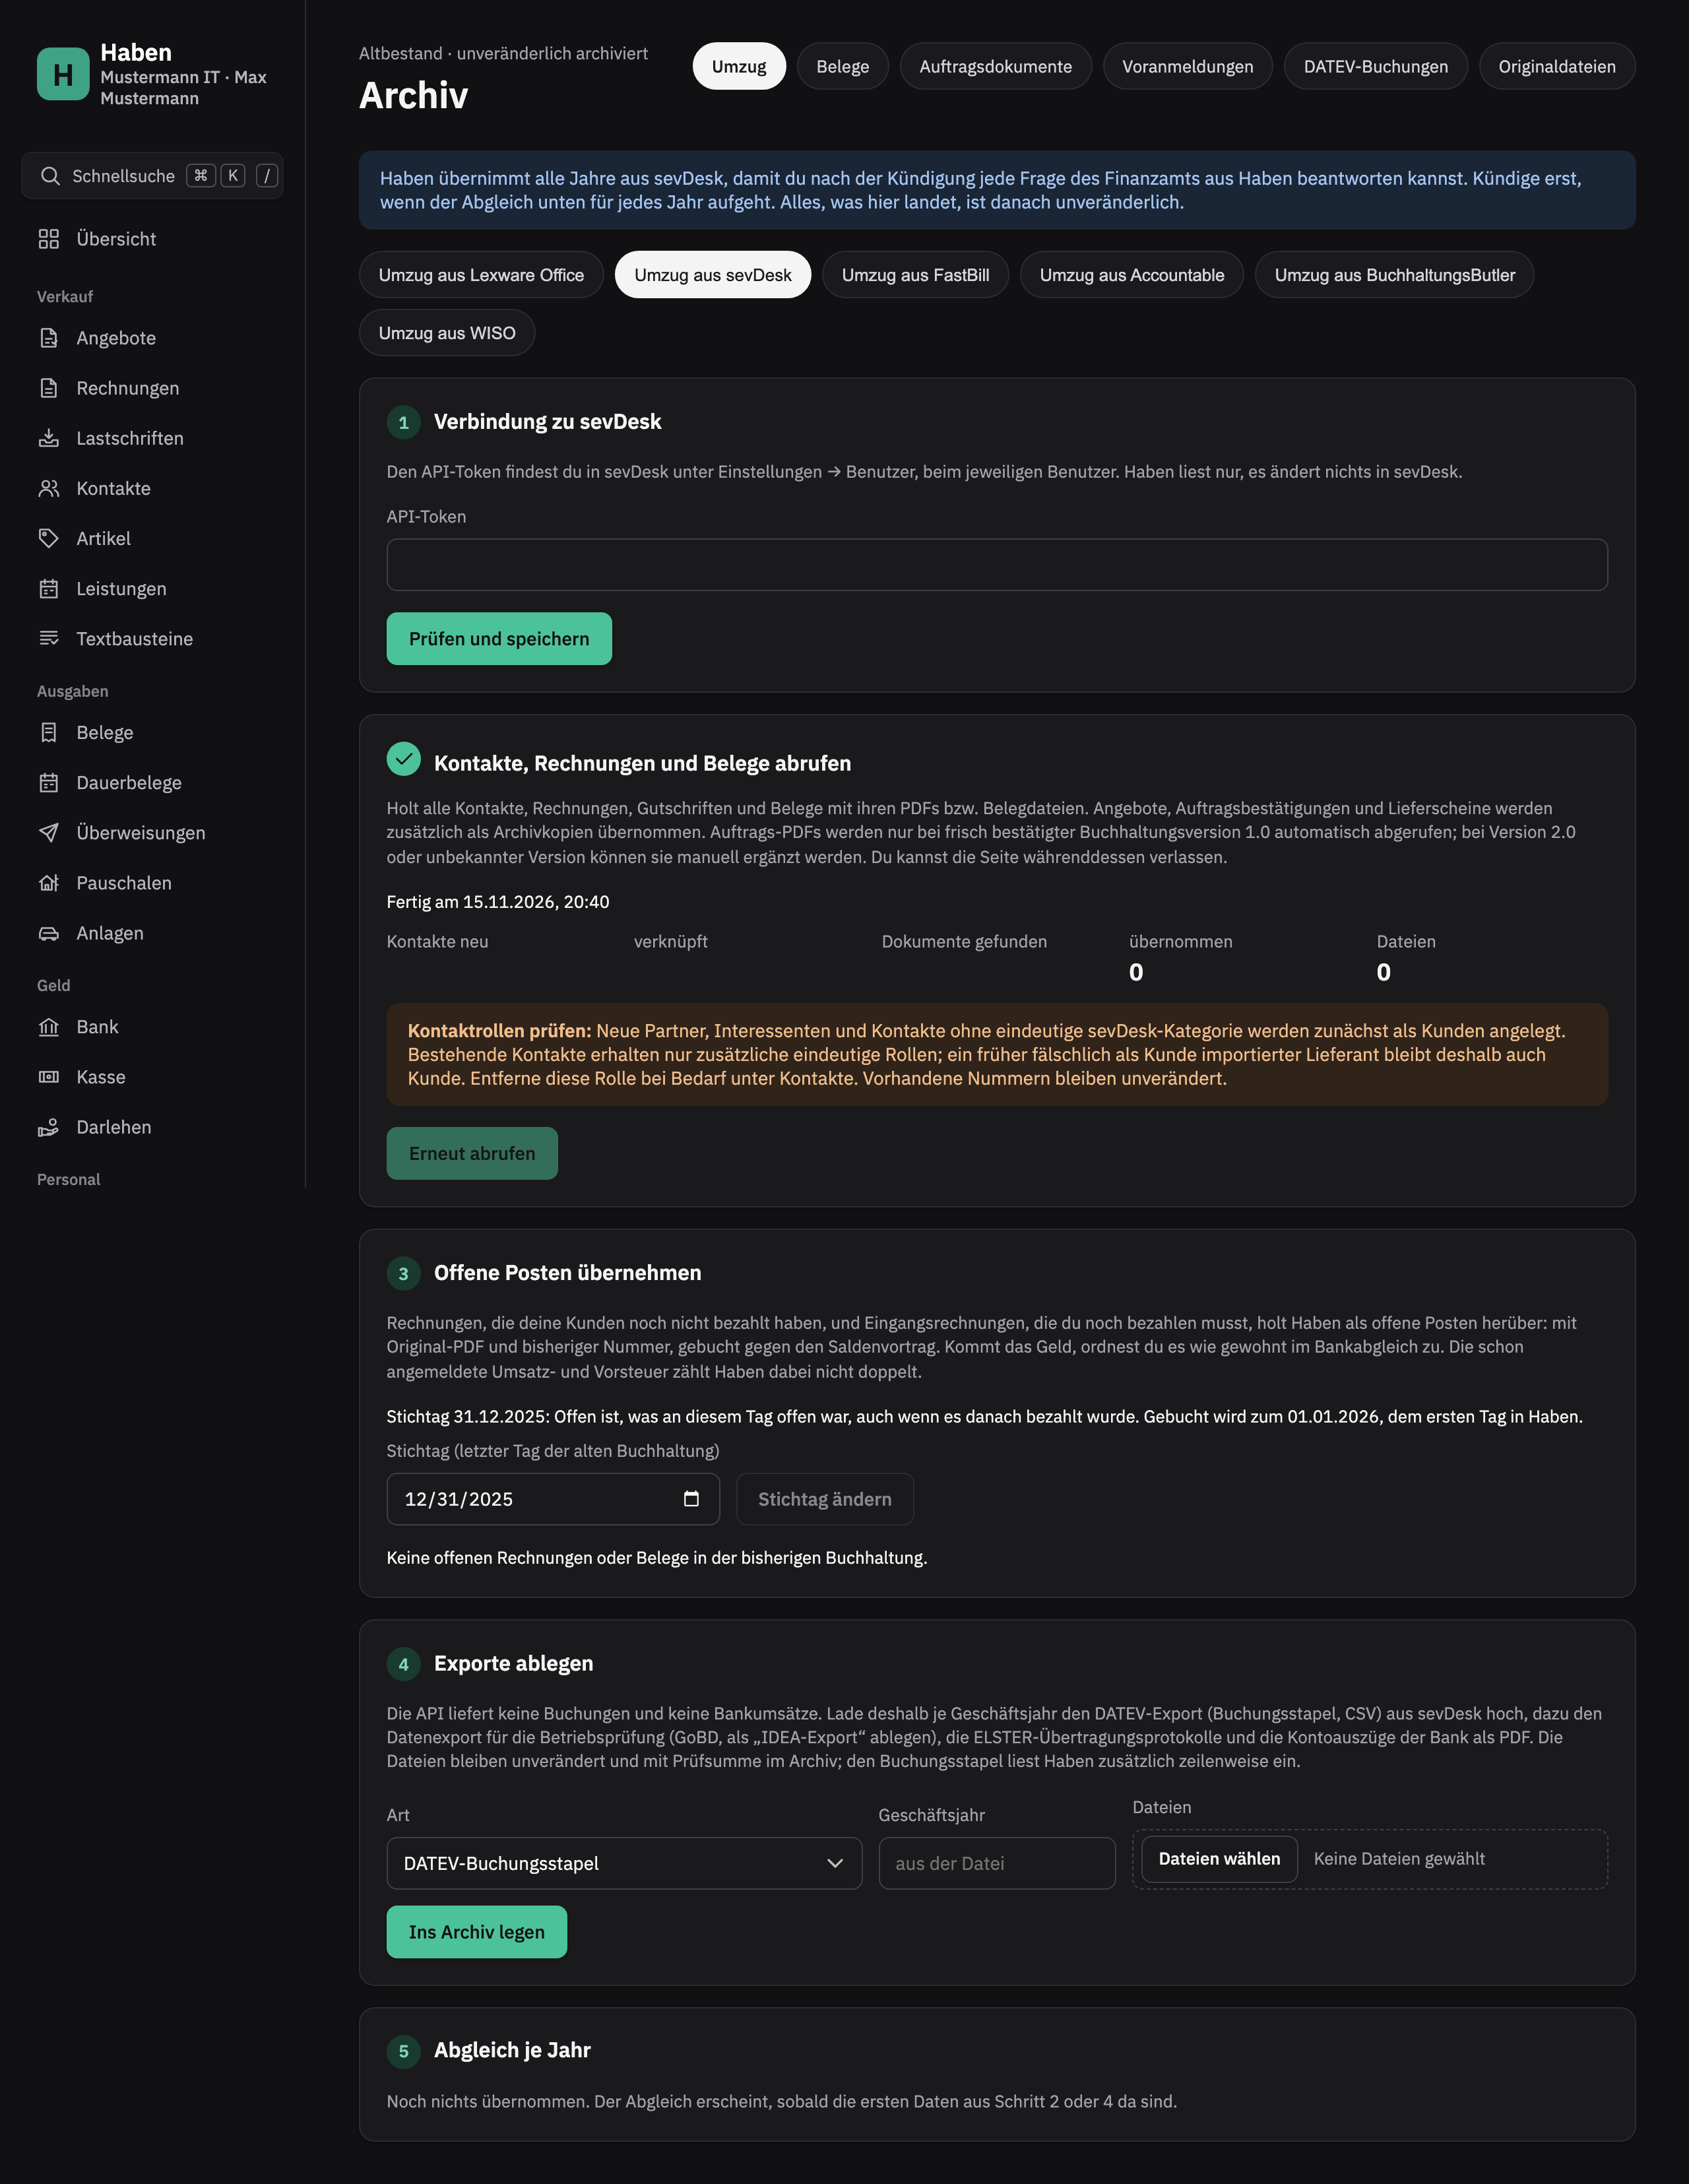 H
Haben
Mustermann IT · Max
Mustermann
Schnellsuche ⌘ K /
Übersicht
Verkauf
Angebote
Rechnungen
Lastschriften
Kontakte
Artikel
Leistungen
Textbausteine
Ausgaben
Belege
Dauerbelege
Überweisungen
Pauschalen
Anlagen
Geld
Bank
Kasse
Darlehen
Personal
Altbestand · unveränderlich archiviert
Archiv
Umzug Belege Auftragsdokumente Voranmeldungen DATEV-Buchungen Originaldateien
Haben übernimmt alle Jahre aus sevDesk, damit du nach der Kündigung jede Frage des Finanzamts aus Haben beantworten kannst. Kündige erst,
wenn der Abgleich unten für jedes Jahr aufgeht. Alles, was hier landet, ist danach unveränderlich.
Umzug aus Lexware Office Umzug aus sevDesk Umzug aus FastBill Umzug aus Accountable Umzug aus BuchhaltungsButler
Umzug aus WISO
1 Verbindung zu sevDesk
Den API-Token findest du in sevDesk unter Einstellungen → Benutzer, beim jeweiligen Benutzer. Haben liest nur, es ändert nichts in sevDesk.
API-Token
Prüfen und speichern
Kontakte, Rechnungen und Belege abrufen
Holt alle Kontakte, Rechnungen, Gutschriften und Belege mit ihren PDFs bzw. Belegdateien. Angebote, Auftragsbestätigungen und Lieferscheine werden
zusätzlich als Archivkopien übernommen. Auftrags-PDFs werden nur bei frisch bestätigter Buchhaltungsversion 1.0 automatisch abgerufen; bei Version 2.0
oder unbekannter Version können sie manuell ergänzt werden. Du kannst die Seite währenddessen verlassen.
Fertig am 15.11.2026, 20:40
Kontakte neu verknüpft Dokumente gefunden übernommen Dateien
0 0
Kontaktrollen prüfen: Neue Partner, Interessenten und Kontakte ohne eindeutige sevDesk-Kategorie werden zunächst als Kunden angelegt.
Bestehende Kontakte erhalten nur zusätzliche eindeutige Rollen; ein früher fälschlich als Kunde importierter Lieferant bleibt deshalb auch
Kunde. Entferne diese Rolle bei Bedarf unter Kontakte. Vorhandene Nummern bleiben unverändert.
Erneut abrufen
3 Offene Posten übernehmen
Rechnungen, die deine Kunden noch nicht bezahlt haben, und Eingangsrechnungen, die du noch bezahlen musst, holt Haben als offene Posten herüber: mit
Original-PDF und bisheriger Nummer, gebucht gegen den Saldenvortrag. Kommt das Geld, ordnest du es wie gewohnt im Bankabgleich zu. Die schon
angemeldete Umsatz- und Vorsteuer zählt Haben dabei nicht doppelt.
Stichtag 31.12.2025: Offen ist, was an diesem Tag offen war, auch wenn es danach bezahlt wurde. Gebucht wird zum 01.01.2026, dem ersten Tag in Haben.
Stichtag (letzter Tag der alten Buchhaltung)
12/31/2025 Stichtag ändern
Keine offenen Rechnungen oder Belege in der bisherigen Buchhaltung.
4 Exporte ablegen
Die API liefert keine Buchungen und keine Bankumsätze. Lade deshalb je Geschäftsjahr den DATEV-Export (Buchungsstapel, CSV) aus sevDesk hoch, dazu den
Datenexport für die Betriebsprüfung (GoBD, als „IDEA-Export“ ablegen), die ELSTER-Übertragungsprotokolle und die Kontoauszüge der Bank als PDF. Die
Dateien bleiben unverändert und mit Prüfsumme im Archiv; den Buchungsstapel liest Haben zusätzlich zeilenweise ein.
Art Geschäftsjahr Dateien
DATEV-Buchungsstapel aus der Datei Dateien wählen Keine Dateien gewählt
Ins Archiv legen
5 Abgleich je Jahr
Noch nichts übernommen. Der Abgleich erscheint, sobald die ersten Daten aus Schritt 2 oder 4 da sind.